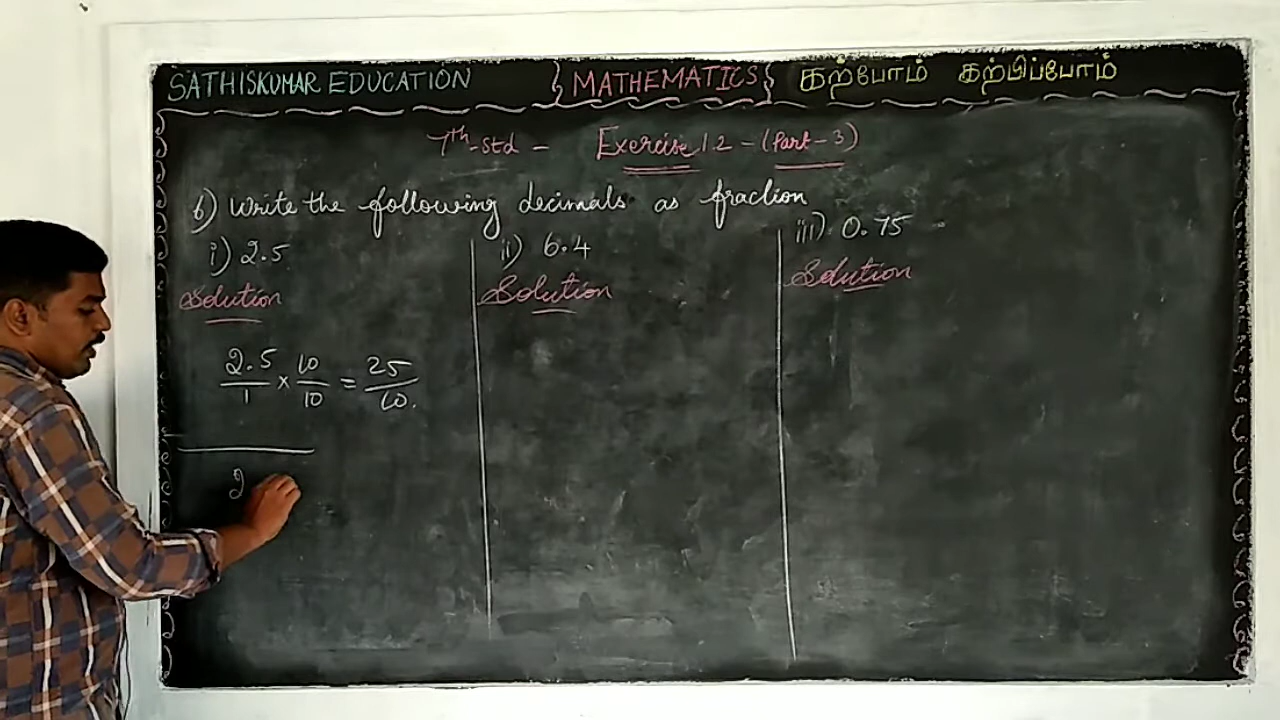 SATHISKUMAR EDUCATION {MATHEMATICS} கற்போம் கற்பிப்போம்
7th-std - Exercise 1.2 - (Part-3)
6) Write the following decimals as fraction
i) 2.5
Solution
2.5/1 × 10/10 = 25/10.
2
ii) 6.4
Solution
iii) 0.75
Solution